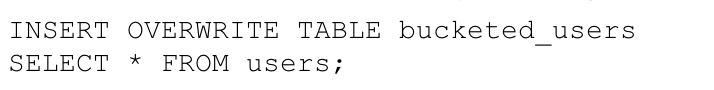 INSERT OVERWRITE TABLE bucketed_users
SELECT * FROM users;